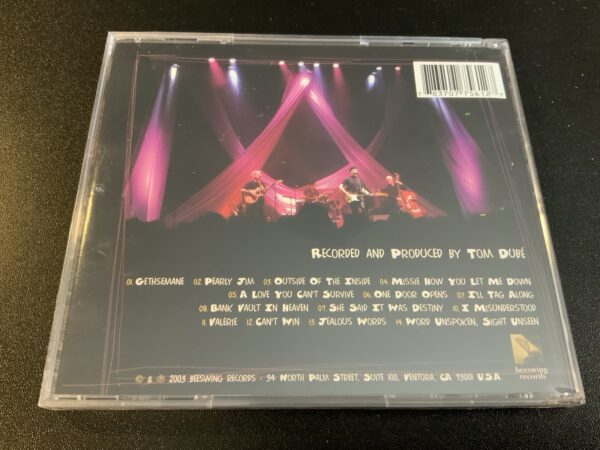 7 83707 75612 7
RECORDED AND PRODUCED BY TOM DUBÉ
01. GETHSEMANE 02. PEARLY JIM 03. OUTSIDE OF THE INSIDE 04. MISSIE HOW YOU LET ME DOWN
05. A LOVE YOU CAN'T SURVIVE 06. ONE DOOR OPENS 07. I'LL TAG ALONG
08. BANK VAULT IN HEAVEN 09. SHE SAID IT WAS DESTINY 10. I MISUNDERSTOOD
11. VALERIE 12. CAN'T WIN 13. JEALOUS WORDS 14. WORD UNSPOKEN, SIGHT UNSEEN
beeswing
records
© & ℗ 2003 BEESWING RECORDS - 34 NORTH PALM STREET, SUITE 100, VENTURA, CA 93001 U.S.A.